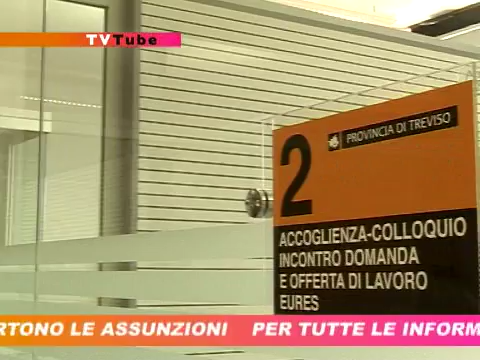 TVTube
PROVINCIA DI TREVISO
2
ACCOGLIENZA-COLLOQUIO
INCONTRO DOMANDA
E OFFERTA DI LAVORO
EURES
RTONO LE ASSUNZIONI PER TUTTE LE INFORM